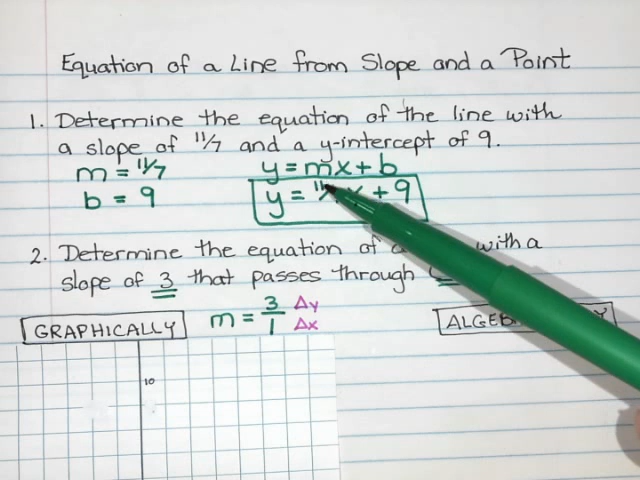 Equation of a Line from Slope and a Point
1. Determine the equation of the line with
a slope of 11/7 and a y-intercept of 9.
m = 11/7
y = mx + b
b = 9
y = 11/ x + 9
2. Determine the equation of a with a
slope of 3 that passes through
m = 3/1 Δy Δx
GRAPHICALLY
10